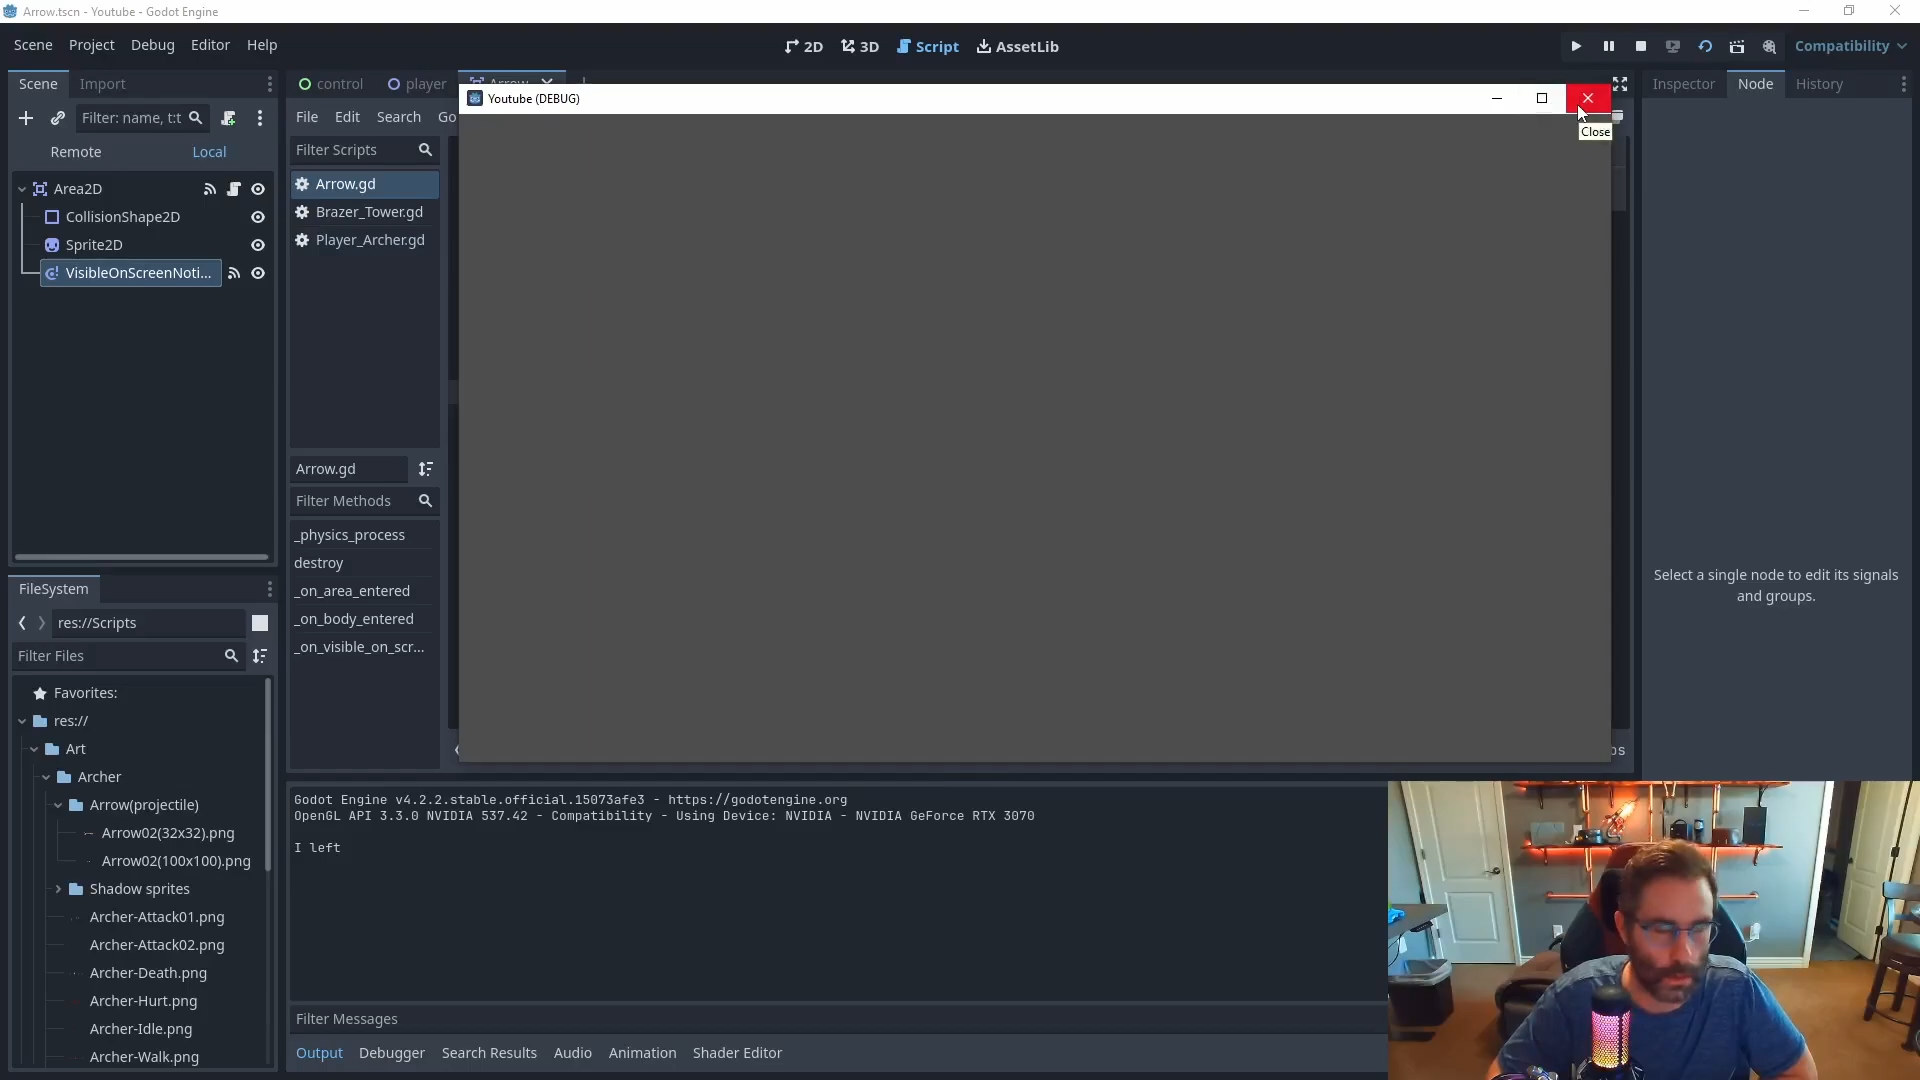 Arrow.tscn - Youtube - Godot Engine
Scene Project Debug Editor Help
2D 3D Script AssetLib
Compatibility
Scene Import
control player Arrow
Inspector Node History
Youtube (DEBUG)
Close
Filter: name, t:t
File Edit Search Go
Remote Local
Filter Scripts
Area2D
CollisionShape2D
Sprite2D
VisibleOnScreenNoti...
Arrow.gd
Brazer_Tower.gd
Player_Archer.gd
Arrow.gd
Filter Methods
_physics_process
destroy
_on_area_entered
_on_body_entered
_on_visible_on_scr...
Select a single node to edit its signals
and groups.
FileSystem
res://Scripts
Filter Files
Favorites:
res://
Art
Archer
Arrow(projectile)
Arrow02(32x32).png
Arrow02(100x100).png
Shadow sprites
Archer-Attack01.png
Archer-Attack02.png
Archer-Death.png
Archer-Hurt.png
Archer-Idle.png
Archer-Walk.png
Godot Engine v4.2.2.stable.official.15073afe3 - https://godotengine.org
OpenGL API 3.3.0 NVIDIA 537.42 - Compatibility - Using Device: NVIDIA - NVIDIA GeForce RTX 3070
I left
Filter Messages
Output Debugger Search Results Audio Animation Shader Editor